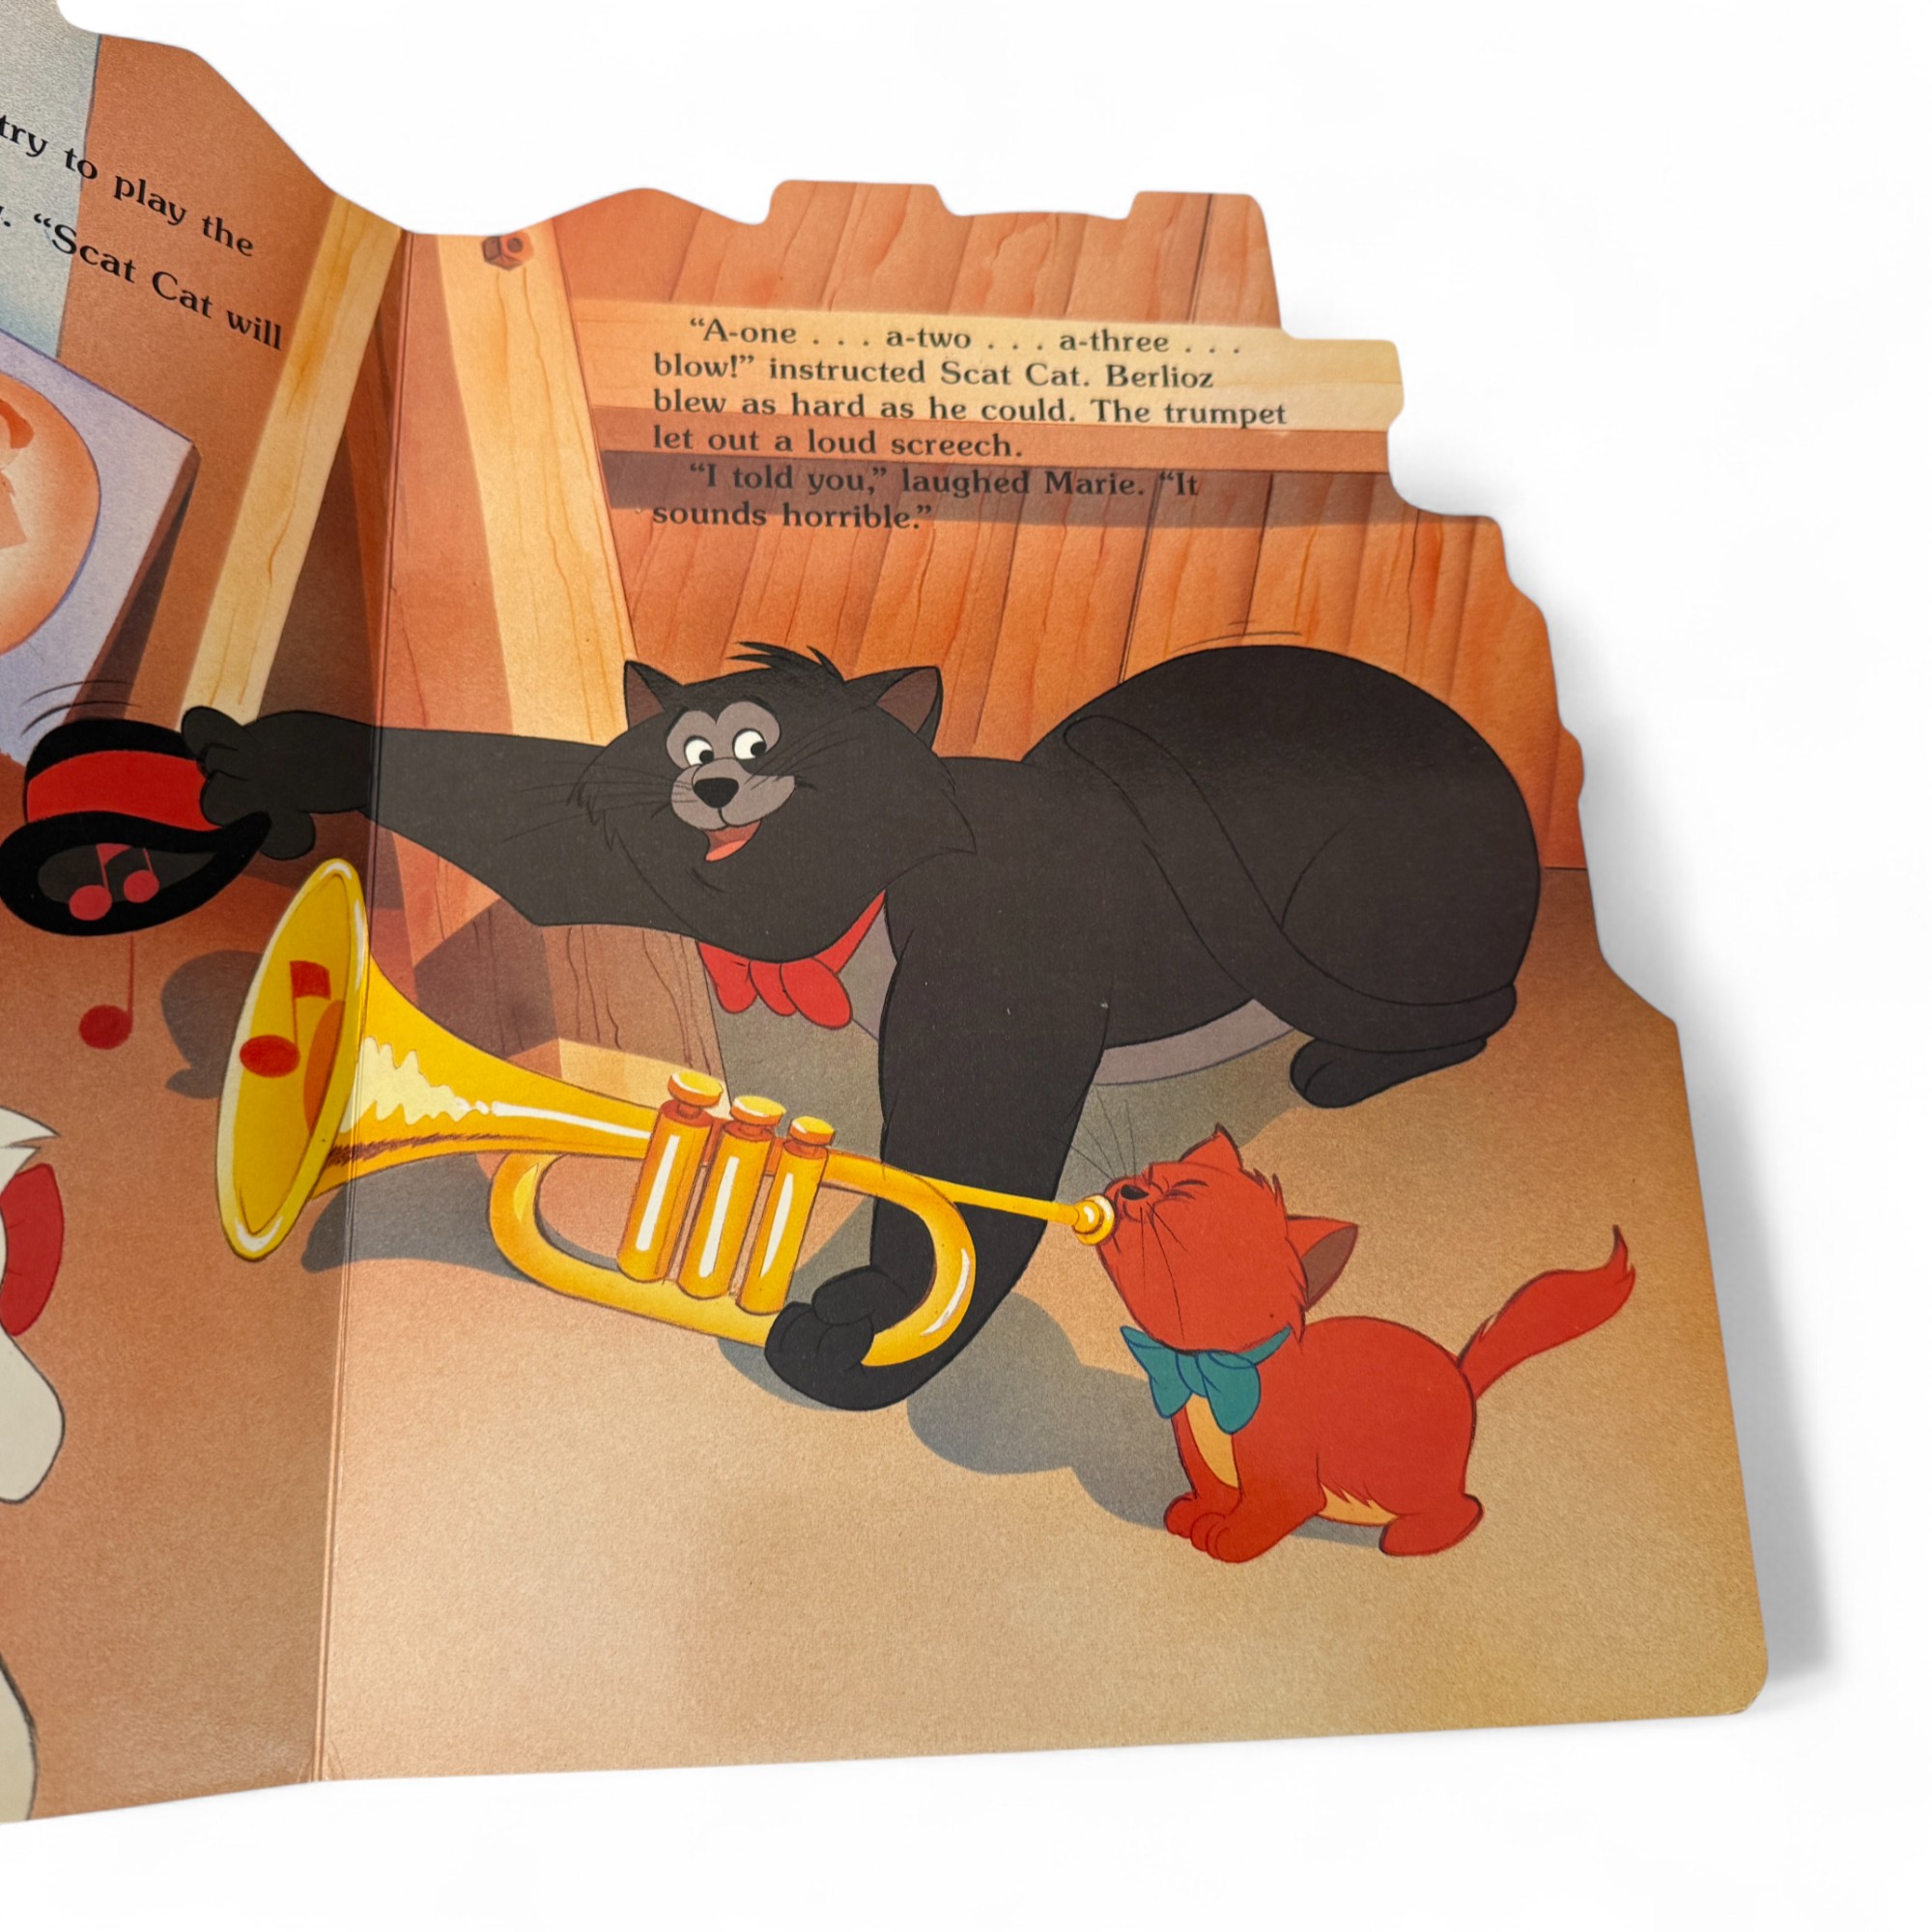 try to play the
“Scat Cat will
“A-one . . . a-two . . . a-three . . .
blow!” instructed Scat Cat. Berlioz
blew as hard as he could. The trumpet
let out a loud screech.
“I told you,” laughed Marie. “It
sounds horrible.”